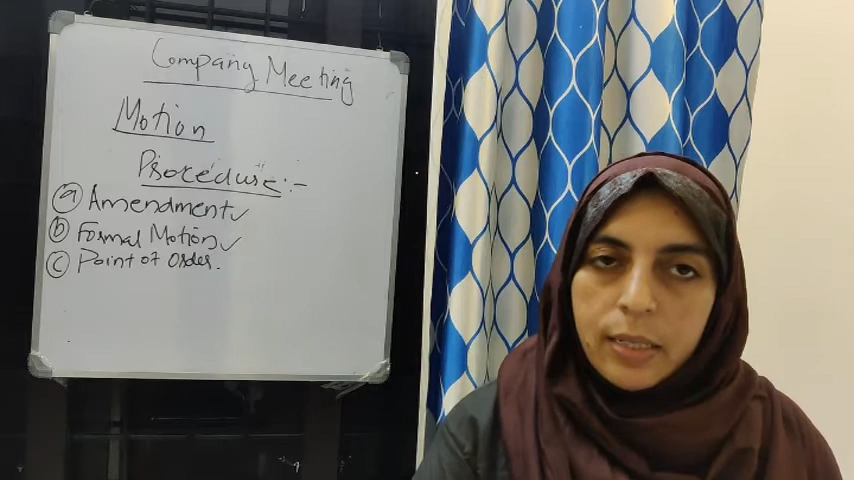 Company Meeting
Motion
Procedure:-
ⓐ Amendment✓
ⓑ Formal Motion✓
ⓒ Point of Order.